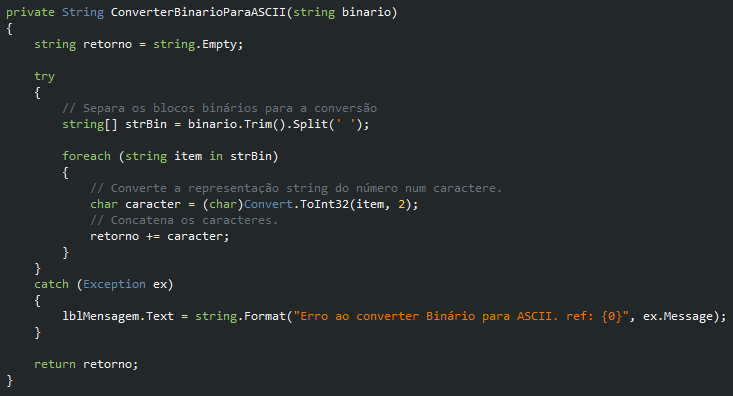 private String ConverterBinarioParaASCII(string binario)
{
    string retorno = string.Empty;

    try
    {
        // Separa os blocos binários para a conversão
        string[] strBin = binario.Trim().Split(' ');

        foreach (string item in strBin)
        {
            // Converte a representação string do número num caractere.
            char caracter = (char)Convert.ToInt32(item, 2);
            // Concatena os caracteres.
            retorno += caracter;
        }
    }
    catch (Exception ex)
    {
        lblMensagem.Text = string.Format("Erro ao converter Binário para ASCII. ref: {0}", ex.Message);
    }

    return retorno;
}